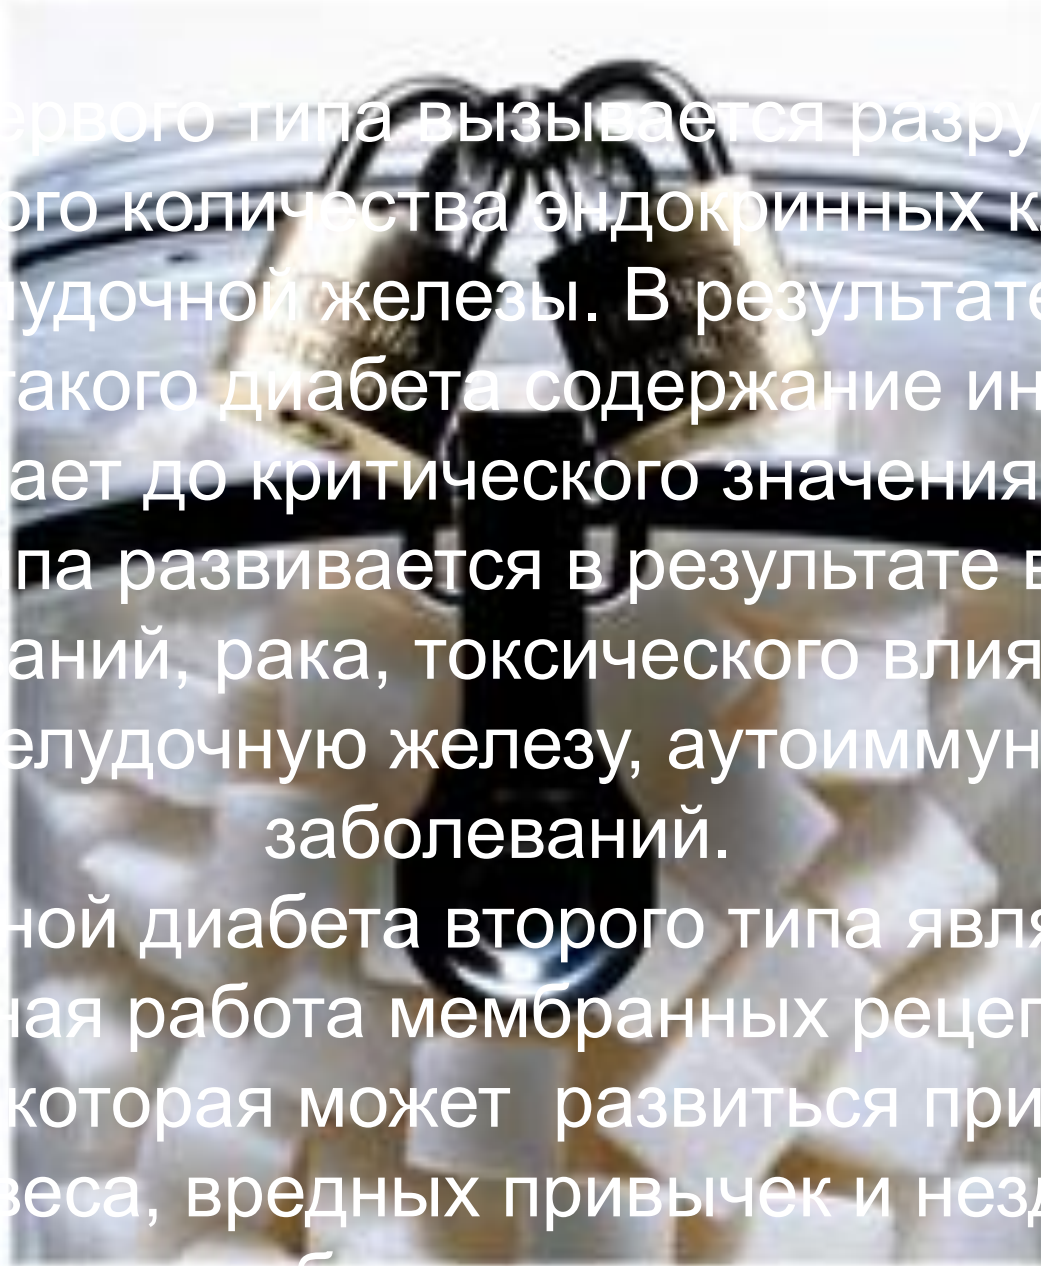 ервого типа вызывается разру
ого количества эндокринных к
лудочной железы. В результате
такого диабета содержание ин
ает до критического значения
па развивается в результате в
аний, рака, токсического влия
елудочную железу, аутоиммун
заболеваний.
ной диабета второго типа явля
ная работа мембранных рецеп
которая может развиться при
веса, вредных привычек и незд